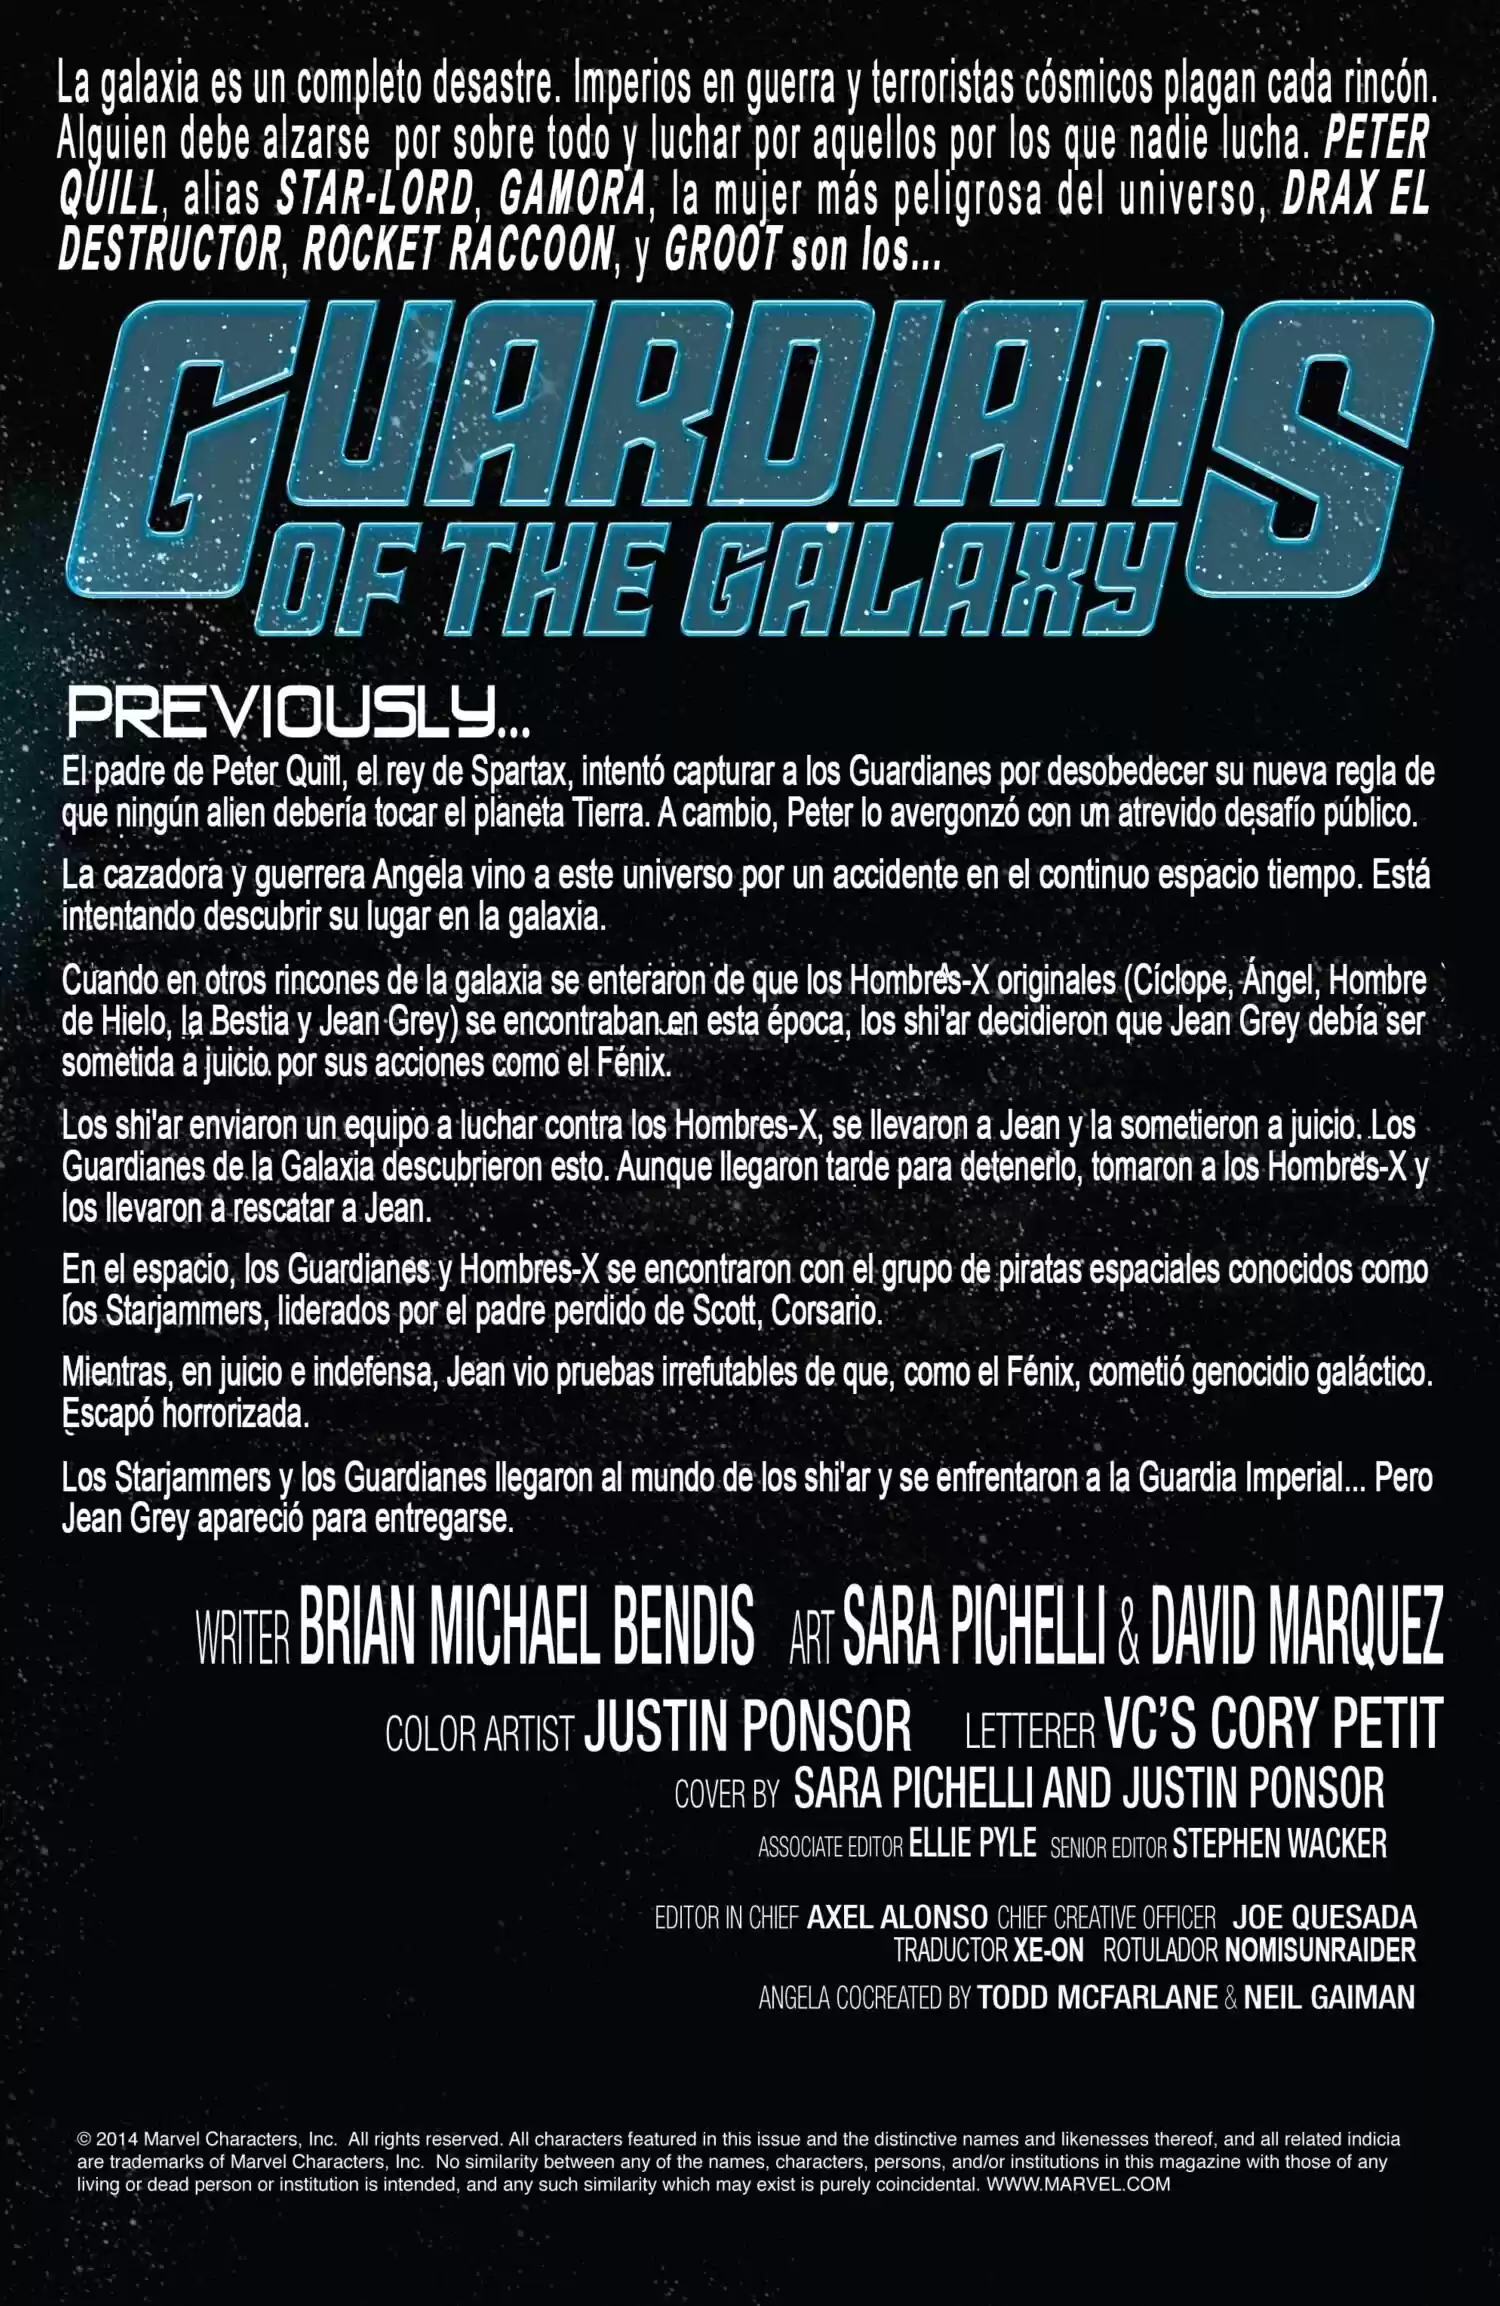 La galaxia es un completo desastre. Imperios en guerra y terroristas cósmicos plagan cada rincón.
Alguien debe alzarse por sobre todo y luchar por aquellos por los que nadie lucha. PETER
QUILL, alias STAR-LORD, GAMORA, la mujer más peligrosa del universo, DRAX EL
DESTRUCTOR, ROCKET RACCOON, y GROOT son los...
GUARDIANS
OF THE GALAXY
PREVIOUSLY...
El padre de Peter Quill, el rey de Spartax, intentó capturar a los Guardianes por desobedecer su nueva regla de
que ningún alien debería tocar el planeta Tierra. A cambio, Peter lo avergonzó con un atrevido desafío público.
La cazadora y guerrera Angela vino a este universo por un accidente en el continuo espacio tiempo. Está
intentando descubrir su lugar en la galaxia.
Cuando en otros rincones de la galaxia se enteraron de que los Hombres-X originales (Cíclope, Ángel, Hombre
de Hielo, la Bestia y Jean Grey) se encontraban en esta época, los shi'ar decidieron que Jean Grey debía ser
sometida a juicio por sus acciones como el Fénix.
Los shi'ar enviaron un equipo a luchar contra los Hombres-X, se llevaron a Jean y la sometieron a juicio. Los
Guardianes de la Galaxia descubrieron esto. Aunque llegaron tarde para detenerlo, tomaron a los Hombres-X y
los llevaron a rescatar a Jean.
En el espacio, los Guardianes y Hombres-X se encontraron con el grupo de piratas espaciales conocidos como
los Starjammers, liderados por el padre perdido de Scott, Corsario.
Mientras, en juicio e indefensa, Jean vio pruebas irrefutables de que, como el Fénix, cometió genocidio galáctico.
Escapó horrorizada.
Los Starjammers y los Guardianes llegaron al mundo de los shi'ar y se enfrentaron a la Guardia Imperial... Pero
Jean Grey apareció para entregarse.
WRITER BRIAN MICHAEL BENDIS ART SARA PICHELLI & DAVID MARQUEZ
COLOR ARTIST JUSTIN PONSOR LETTERER VC'S CORY PETIT
COVER BY SARA PICHELLI AND JUSTIN PONSOR
ASSOCIATE EDITOR ELLIE PYLE SENIOR EDITOR STEPHEN WACKER
EDITOR IN CHIEF AXEL ALONSO CHIEF CREATIVE OFFICER JOE QUESADA
TRADUCTOR XE-ON ROTULADOR NOMISUNRAIDER
ANGELA COCREATED BY TODD MCFARLANE & NEIL GAIMAN
© 2014 Marvel Characters, Inc. All rights reserved. All characters featured in this issue and the distinctive names and likenesses thereof, and all related indicia
are trademarks of Marvel Characters, Inc. No similarity between any of the names, characters, persons, and/or institutions in this magazine with those of any
living or dead person or institution is intended, and any such similarity which may exist is purely coincidental. WWW.MARVEL.COM